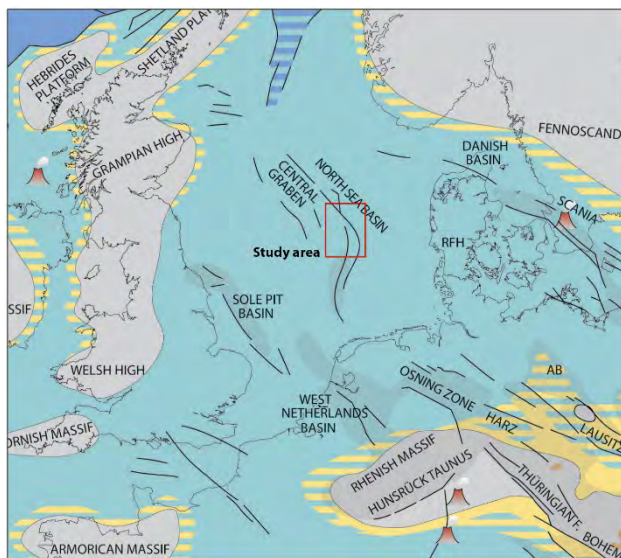 SHETLAND PLAT
HEBRIDES
PLATFORM
FENNOSCAND
GRAMPIAN HIGH
DANISH
BASIN
NORTH SEA BASIN
CENTRAL
GRABEN
SCANIA
Study area
RFH
SOLE PIT
BASIN
SSIF
WELSH HIGH
AB
OSNING ZONE
WEST
NETHERLANDS
BASIN
HARZ
LAUSITZ
ORNISH MASSIF
RHENISH MASSIF
HUNSRÜCK TAUNUS
THÜRINGIAN F.
BOHEM
ARMORICAN MASSIF